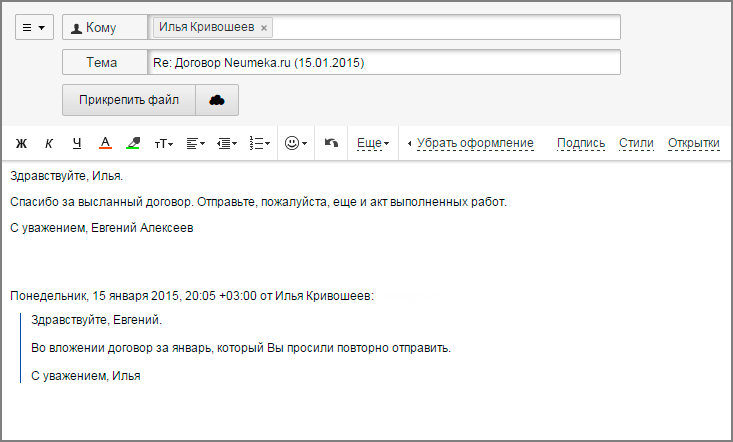 Кому Илья Кривошеев ×
Тема Re: Договор Neumeka.ru (15.01.2015)
Прикрепить файл
Ж К Ч А тТ Еще Убрать оформление Подпись Стили Открытки
Здравствуйте, Илья.
Спасибо за высланный договор. Отправьте, пожалуйста, еще и акт выполненных работ.
С уважением, Евгений Алексеев
Понедельник, 15 января 2015, 20:05 +03:00 от Илья Кривошеев:
Здравствуйте, Евгений.
Во вложении договор за январь, который Вы просили повторно отправить.
С уважением, Илья